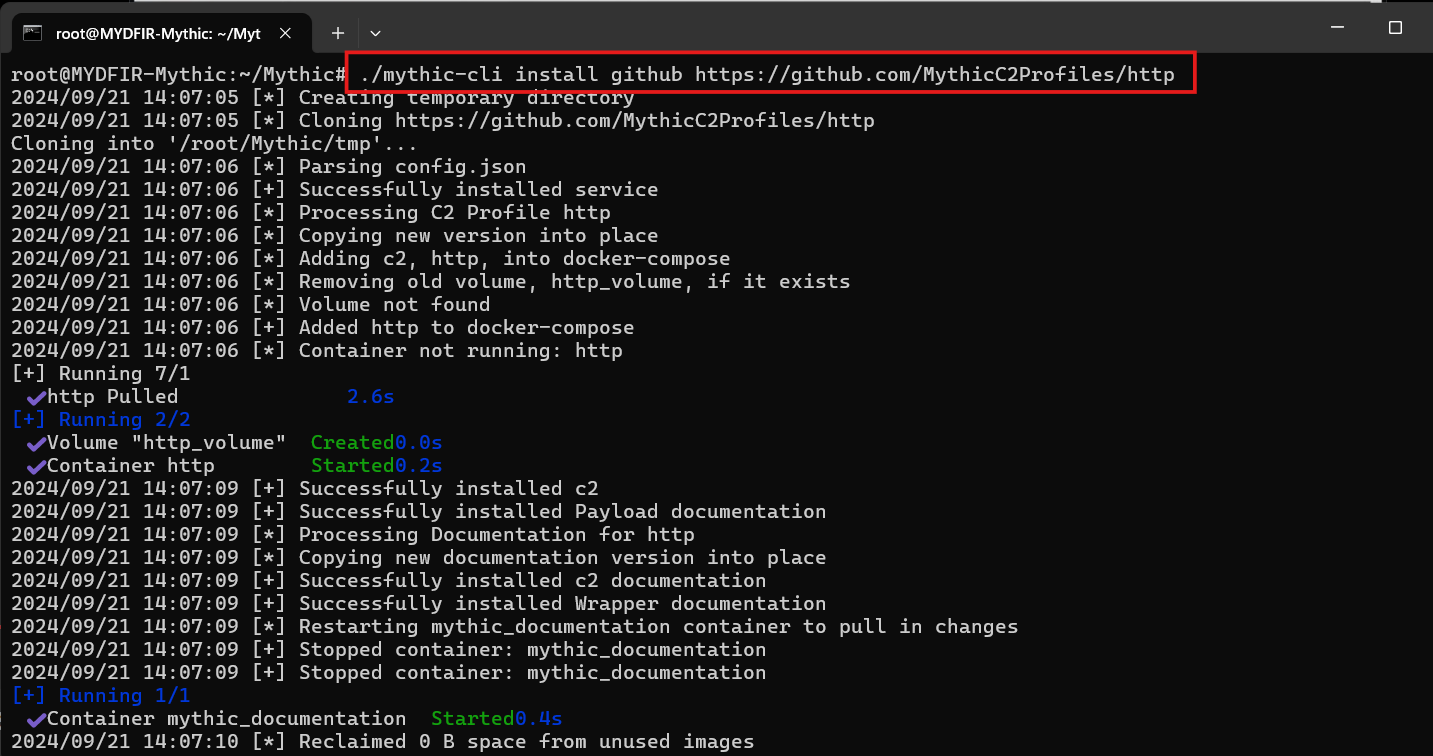 root@MYDFIR-Mythic: ~/Myt
root@MYDFIR-Mythic:~/Mythic# ./mythic-cli install github https://github.com/MythicC2Profiles/http
2024/09/21 14:07:05 [*] Creating temporary directory
2024/09/21 14:07:05 [*] Cloning https://github.com/MythicC2Profiles/http
Cloning into '/root/Mythic/tmp'...
2024/09/21 14:07:06 [*] Parsing config.json
2024/09/21 14:07:06 [+] Successfully installed service
2024/09/21 14:07:06 [*] Processing C2 Profile http
2024/09/21 14:07:06 [*] Copying new version into place
2024/09/21 14:07:06 [*] Adding c2, http, into docker-compose
2024/09/21 14:07:06 [*] Removing old volume, http_volume, if it exists
2024/09/21 14:07:06 [*] Volume not found
2024/09/21 14:07:06 [+] Added http to docker-compose
2024/09/21 14:07:06 [*] Container not running: http
[+] Running 7/1
✔http Pulled 2.6s
[+] Running 2/2
✔Volume "http_volume" Created0.0s
✔Container http Started0.2s
2024/09/21 14:07:09 [+] Successfully installed c2
2024/09/21 14:07:09 [+] Successfully installed Payload documentation
2024/09/21 14:07:09 [*] Processing Documentation for http
2024/09/21 14:07:09 [*] Copying new documentation version into place
2024/09/21 14:07:09 [+] Successfully installed c2 documentation
2024/09/21 14:07:09 [+] Successfully installed Wrapper documentation
2024/09/21 14:07:09 [*] Restarting mythic_documentation container to pull in changes
2024/09/21 14:07:09 [+] Stopped container: mythic_documentation
2024/09/21 14:07:09 [+] Stopped container: mythic_documentation
[+] Running 1/1
✔Container mythic_documentation Started0.4s
2024/09/21 14:07:10 [*] Reclaimed 0 B space from unused images